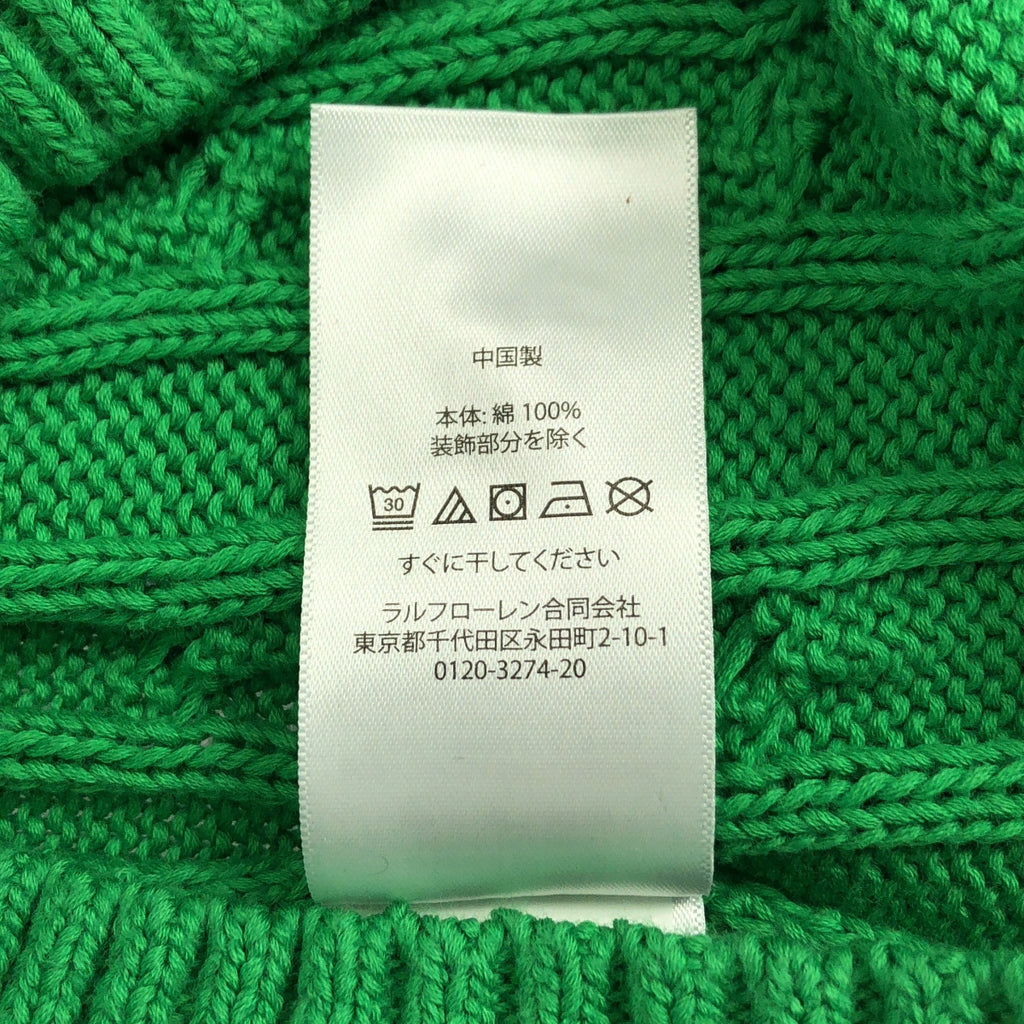 中国製
本体: 綿 100%
装飾部分を除く
30
すぐに干してください
ラルフローレン合同会社
東京都千代田区永田町2-10-1
0120-3274-20